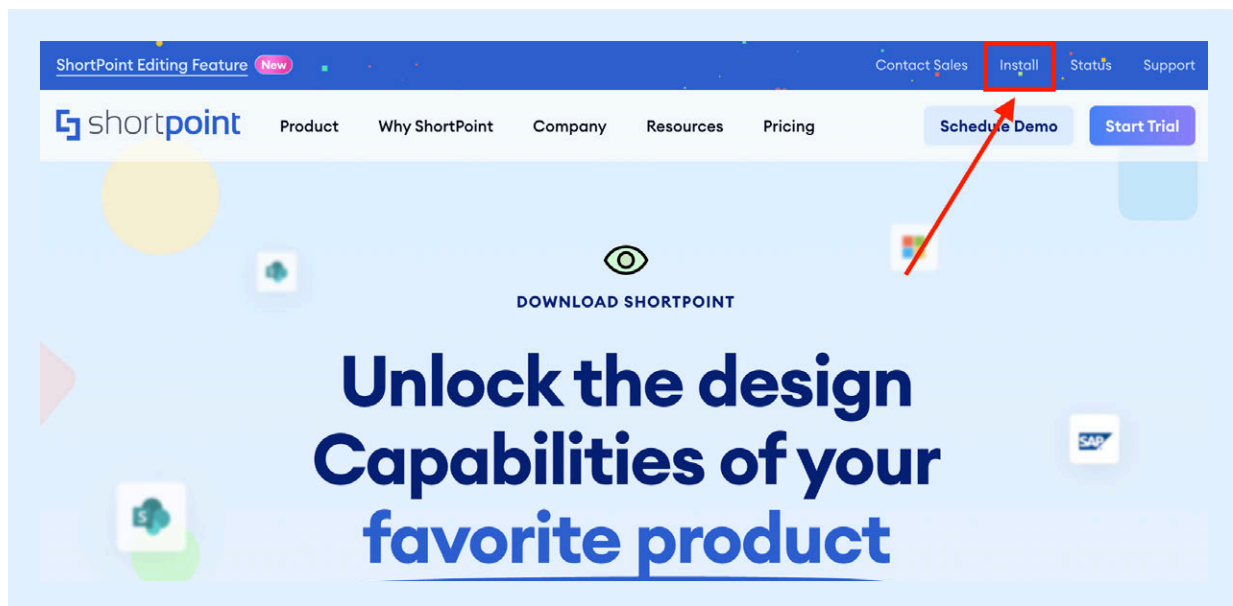 ShortPoint Editing Feature New Contact Sales Install Status Support
shortpoint Product Why ShortPoint Company Resources Pricing Schedule Demo Start Trial
DOWNLOAD SHORTPOINT
Unlock the design
Capabilities of your
SAP
favorite product
S